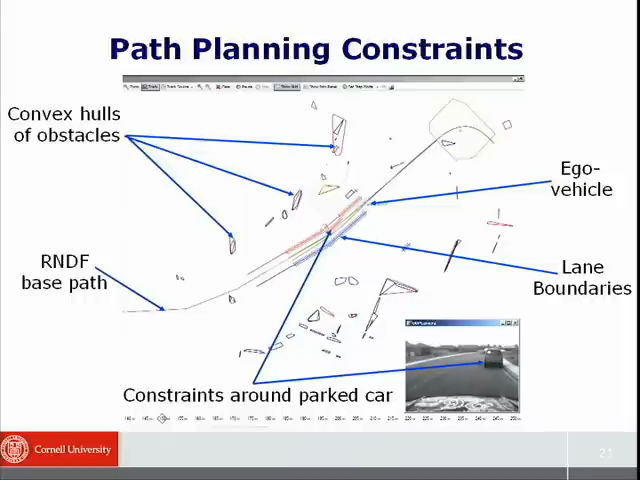 Path Planning Constraints
Convex hulls
of obstacles
Ego-
vehicle
RNDF
base path
Lane
Boundaries
Constraints around parked car
Cornell University
21